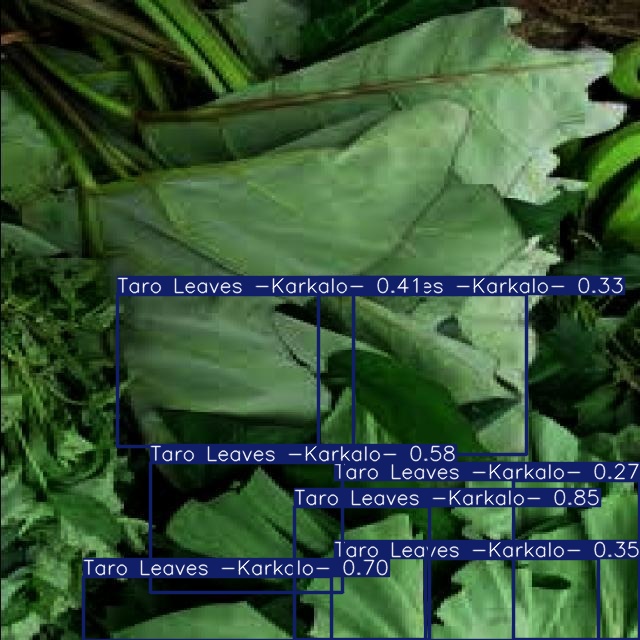 Taro Leaves -Karkalo- 0.41es -Karkalo- 0.33
Taro Leaves -Karkalo- 0.58
Taro Leaves -Karkalo- 0.27
Taro Leaves -Karkalo- 0.85
Taro Leaves -Karkalo- 0.35
Taro Leaves -Karkalo- 0.70